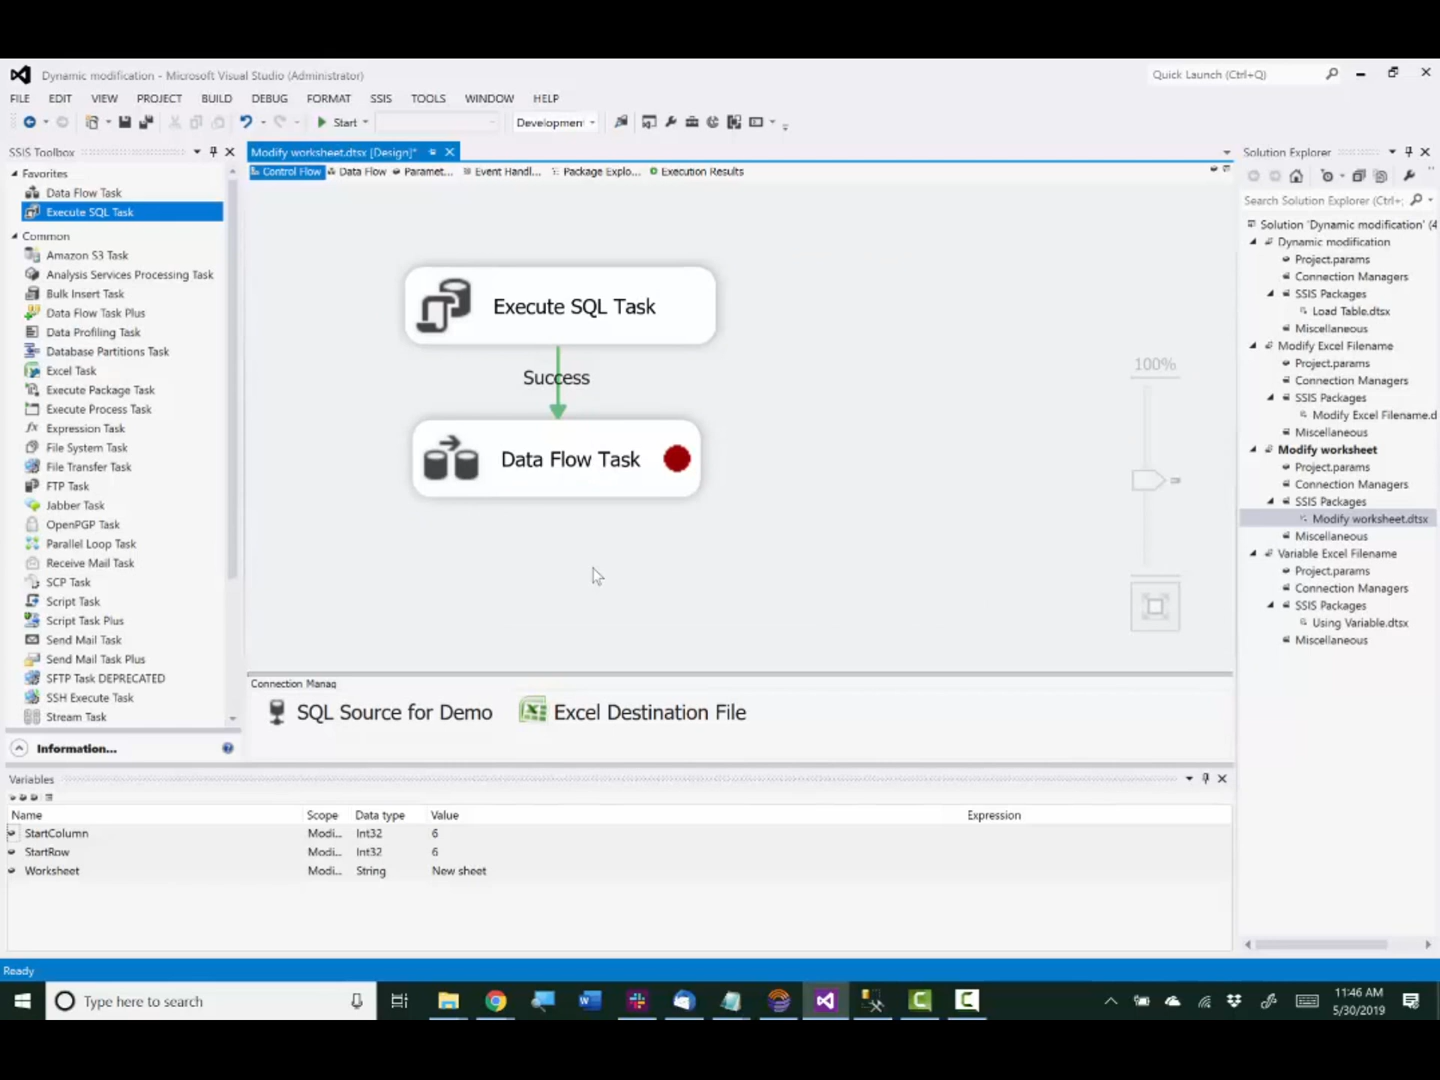 Dynamic modification - Microsoft Visual Studio (Administrator)
Quick Launch (Ctrl+Q)
FILE EDIT VIEW PROJECT BUILD DEBUG FORMAT SSIS TOOLS WINDOW HELP
Start
Development
SSIS Toolbox
Favorites
Data Flow Task
Execute SQL Task
Common
Amazon S3 Task
Analysis Services Processing Task
Bulk Insert Task
Data Flow Task Plus
Data Profiling Task
Database Partitions Task
Excel Task
Execute Package Task
Execute Process Task
Expression Task
File System Task
File Transfer Task
FTP Task
Jabber Task
OpenPGP Task
Parallel Loop Task
Receive Mail Task
SCP Task
Script Task
Script Task Plus
Send Mail Task
Send Mail Task Plus
SFTP Task DEPRECATED
SSH Execute Task
Stream Task
Information...
Modify worksheet.dtsx [Design]*
Control Flow Data Flow Paramet... Event Handl... Package Explo... Execution Results
Execute SQL Task
Success
Data Flow Task
100%
Connection Manag
SQL Source for Demo Excel Destination File
Solution Explorer
Search Solution Explorer (Ctrl+;
Solution 'Dynamic modification' (4
Dynamic modification
Project.params
Connection Managers
SSIS Packages
Load Table.dtsx
Miscellaneous
Modify Excel Filename
Project.params
Connection Managers
SSIS Packages
Modify Excel Filename.d
Miscellaneous
Modify worksheet
Project.params
Connection Managers
SSIS Packages
Modify worksheet.dtsx
Miscellaneous
Variable Excel Filename
Project.params
Connection Managers
SSIS Packages
Using Variable.dtsx
Miscellaneous
Variables
Name Scope Data type Value Expression
StartColumn Modi... Int32 6
StartRow Modi... Int32 6
Worksheet Modi... String New sheet
Ready
Type here to search
11:46 AM
5/30/2019